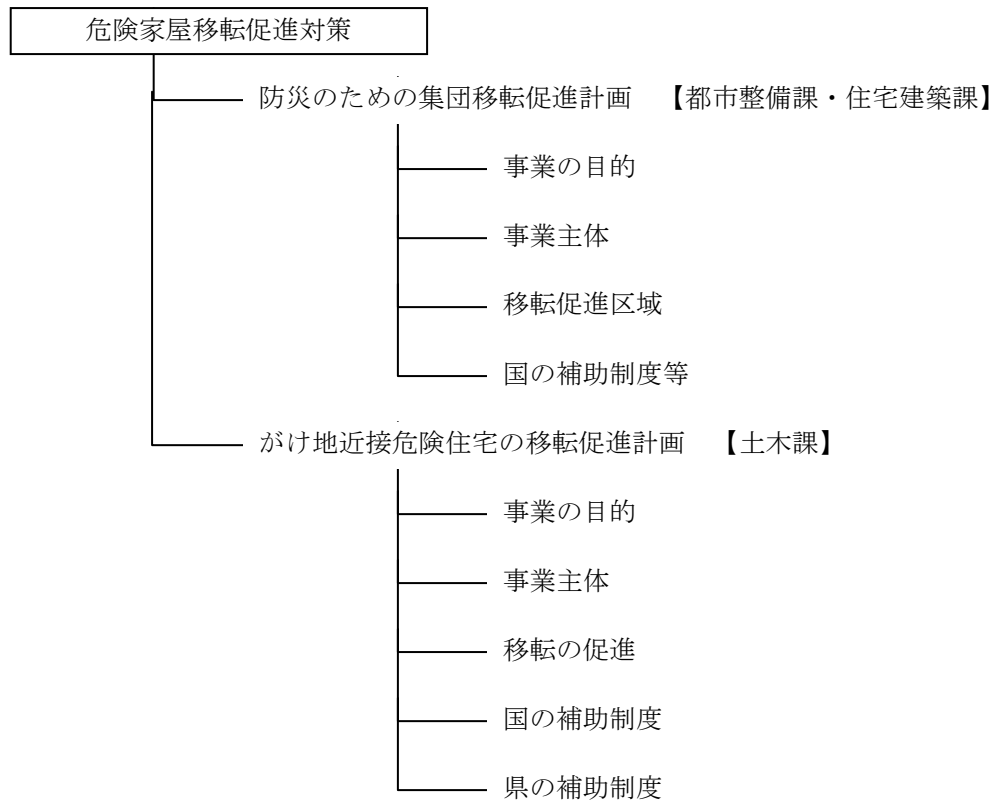 危険家屋移転促進対策
防災のための集団移転促進計画　【都市整備課・住宅建築課】
事業の目的
事業主体
移転促進区域
国の補助制度等
がけ地近接危険住宅の移転促進計画　【土木課】
事業の目的
事業主体
移転の促進
国の補助制度
県の補助制度